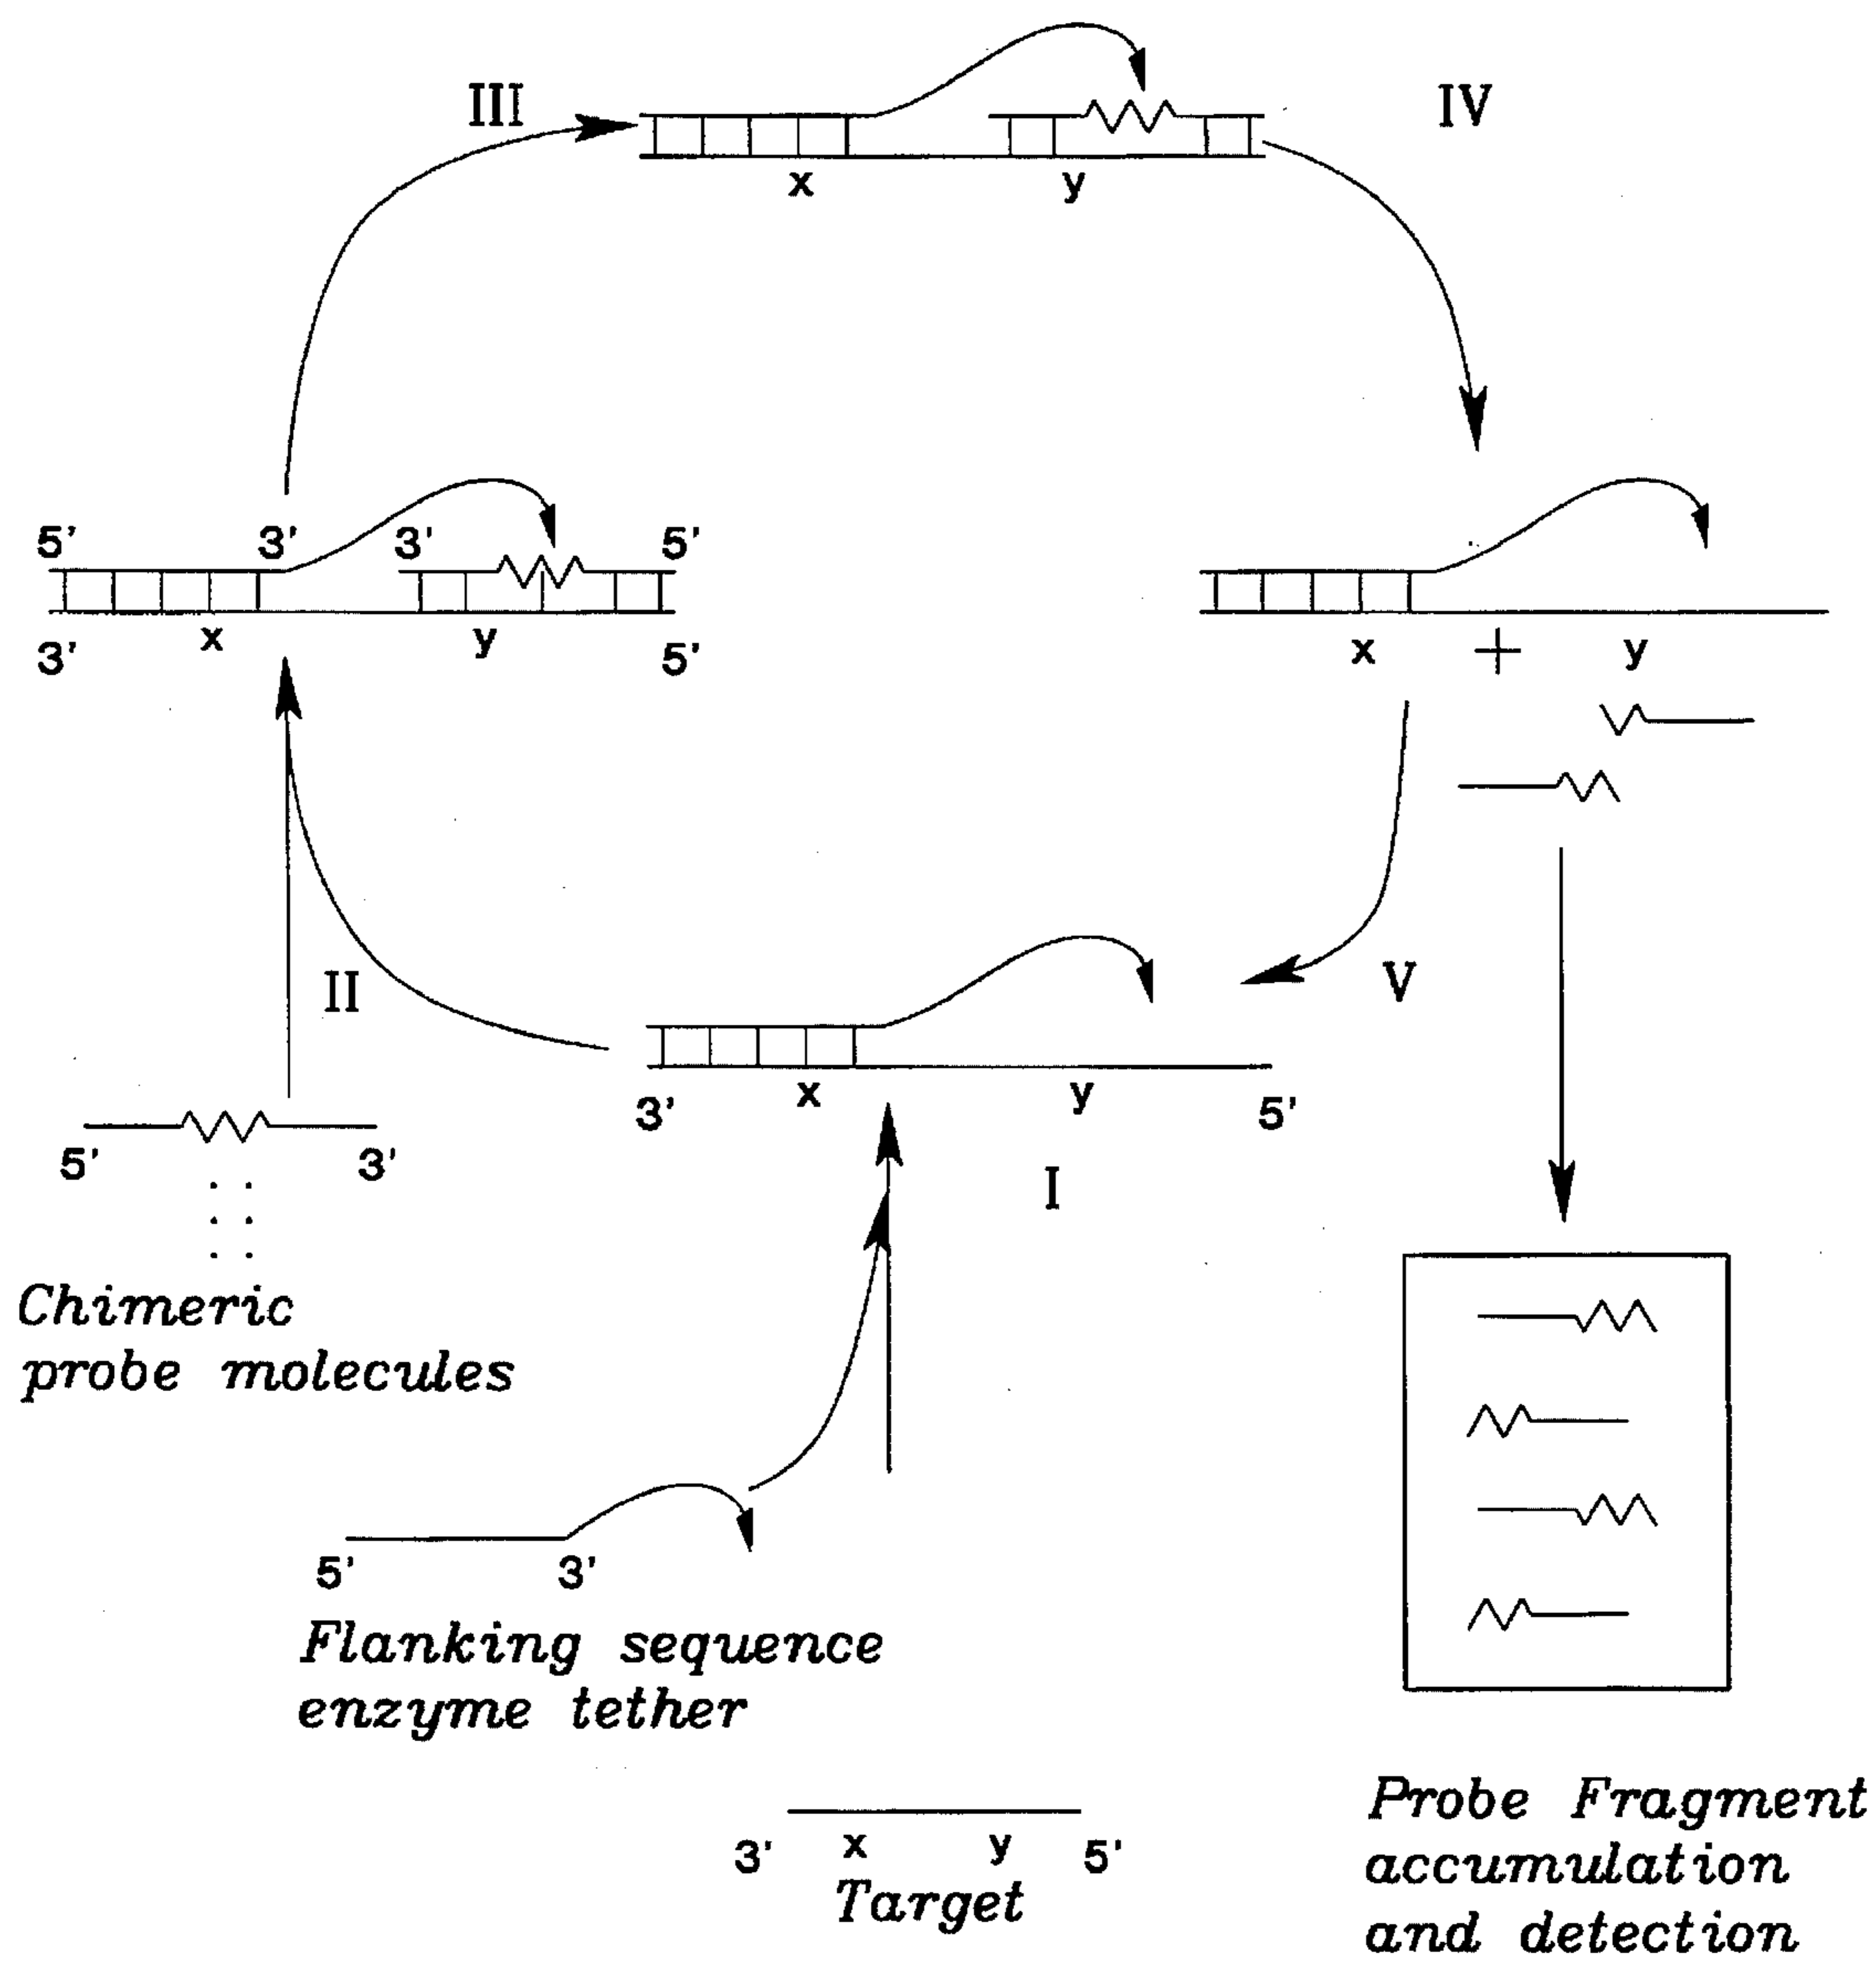 III
IV
x y
5' 3' 3' 5'
x y
3' 5'
x + y
II
V
x y
3' 5'
5' 3'
I
Chimeric
probe molecules
5' 3'
Flanking sequence
enzyme tether
x y
3' 5'
Target
Probe Fragment
accumulation
and detection